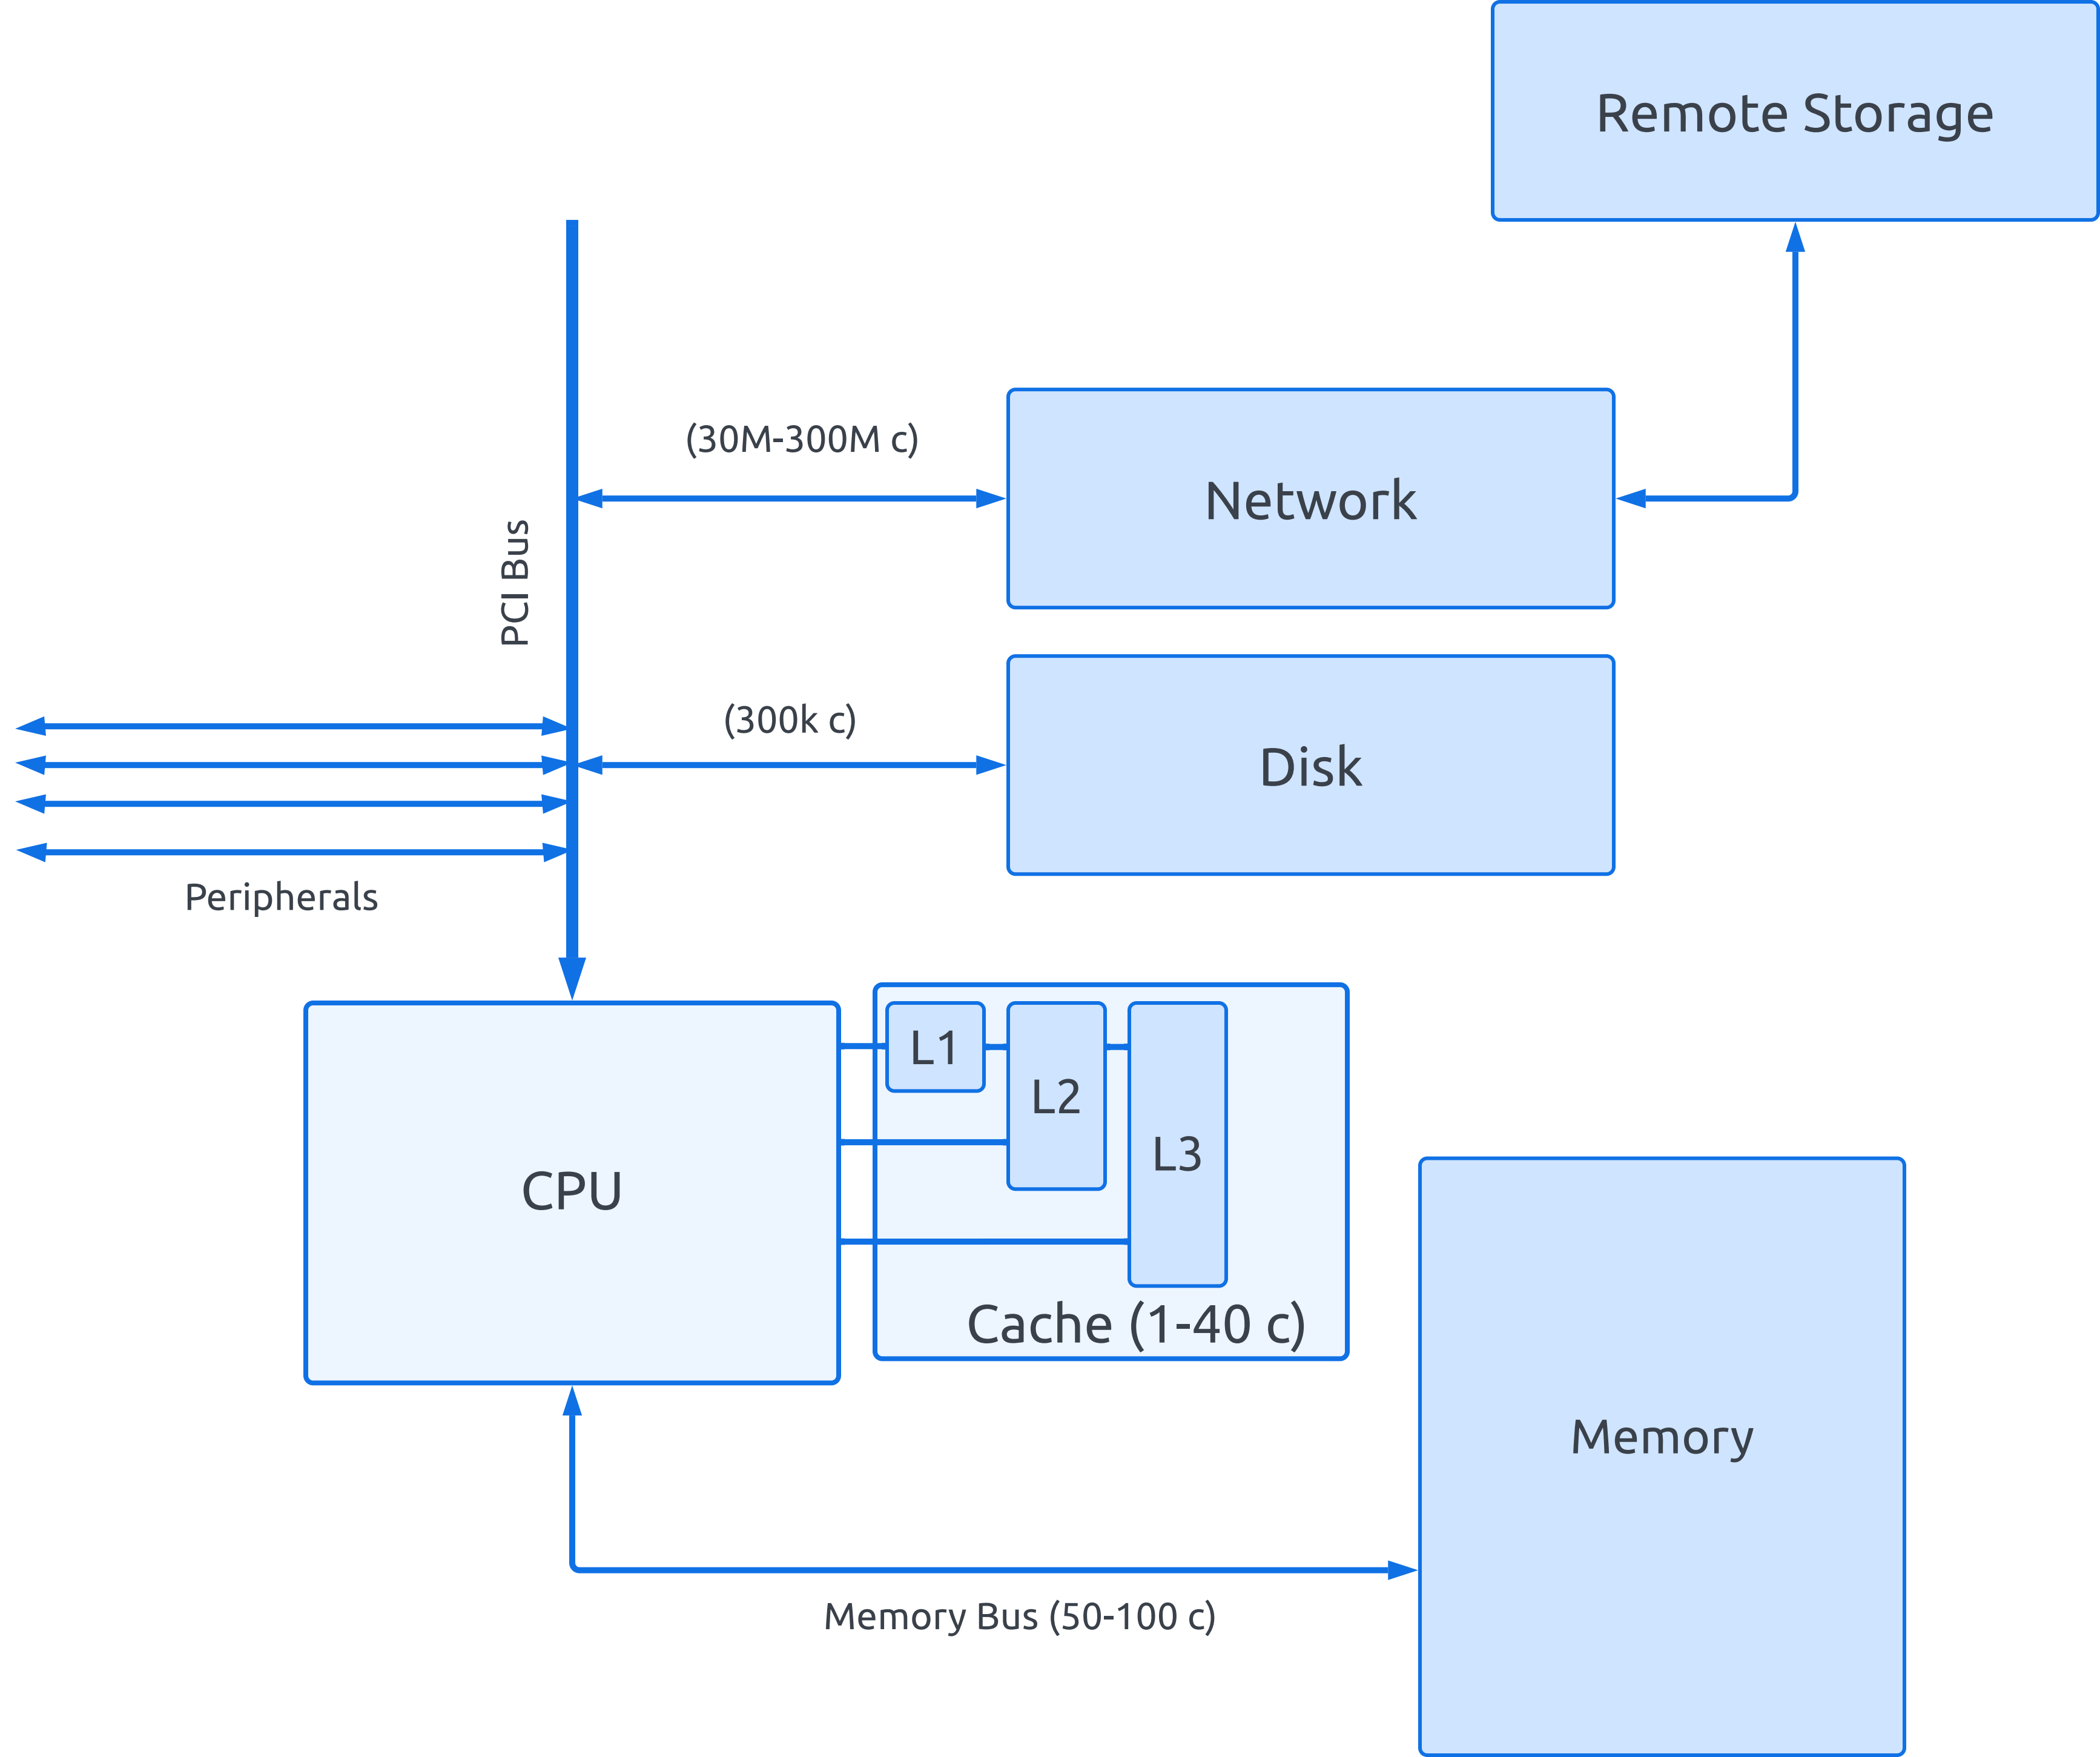 Remote Storage
(30M-300M c)
Network
PCI Bus
(300k c)
Disk
Peripherals
L1
L2
L3
CPU
Cache (1-40 c)
Memory
Memory Bus (50-100 c)